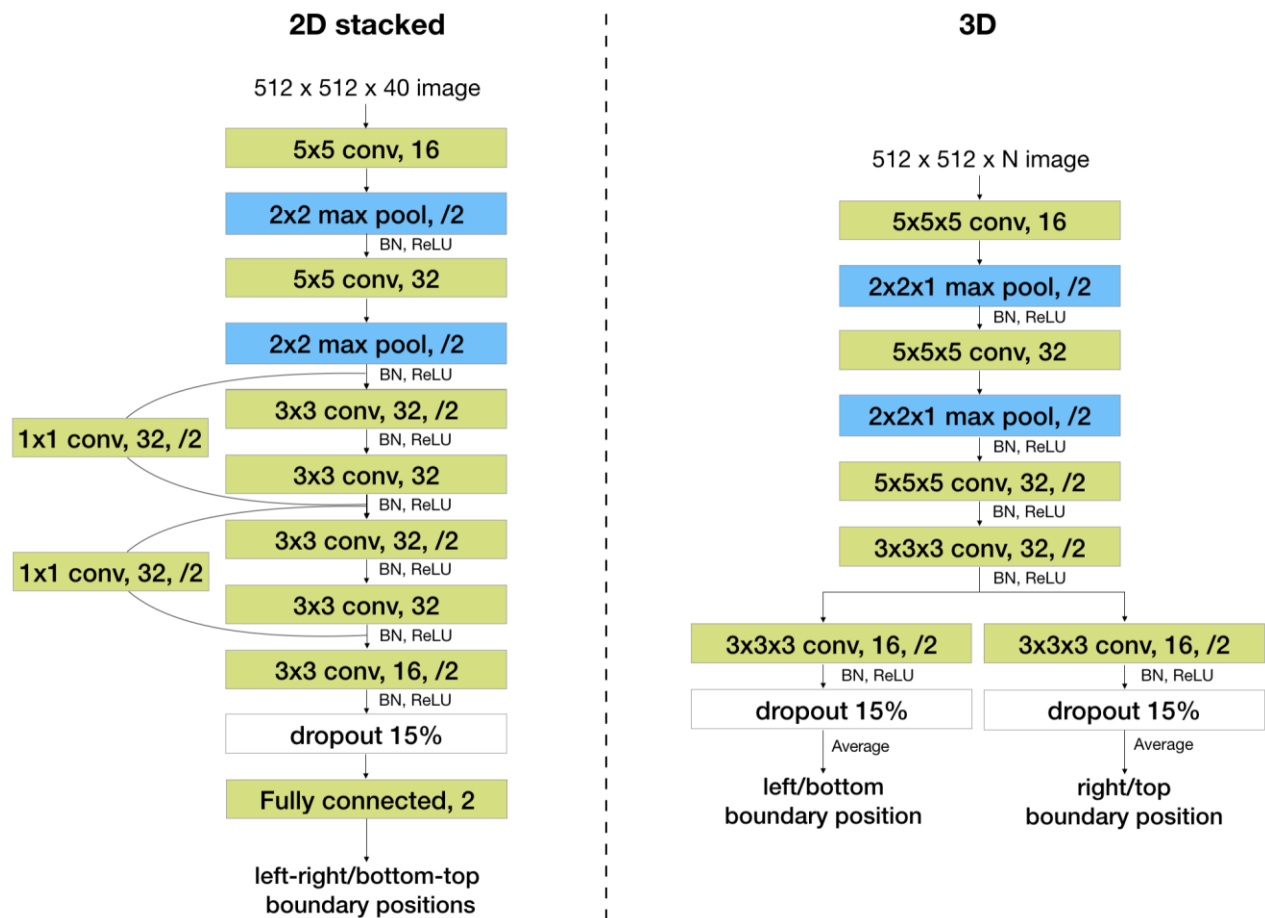 2D stacked
512 x 512 x 40 image
5x5 conv, 16
2x2 max pool, /2
BN, ReLU
5x5 conv, 32
2x2 max pool, /2
BN, ReLU
3x3 conv, 32, /2
1x1 conv, 32, /2
BN, ReLU
3x3 conv, 32
BN, ReLU
3x3 conv, 32, /2
1x1 conv, 32, /2
BN, ReLU
3x3 conv, 32
BN, ReLU
3x3 conv, 16, /2
BN, ReLU
dropout 15%
Fully connected, 2
left-right/bottom-top
boundary positions
3D
512 x 512 x N image
5x5x5 conv, 16
2x2x1 max pool, /2
BN, ReLU
5x5x5 conv, 32
2x2x1 max pool, /2
BN, ReLU
5x5x5 conv, 32, /2
BN, ReLU
3x3x3 conv, 32, /2
BN, ReLU
3x3x3 conv, 16, /2
BN, ReLU
dropout 15%
Average
left/bottom
boundary position
3x3x3 conv, 16, /2
BN, ReLU
dropout 15%
Average
right/top
boundary position